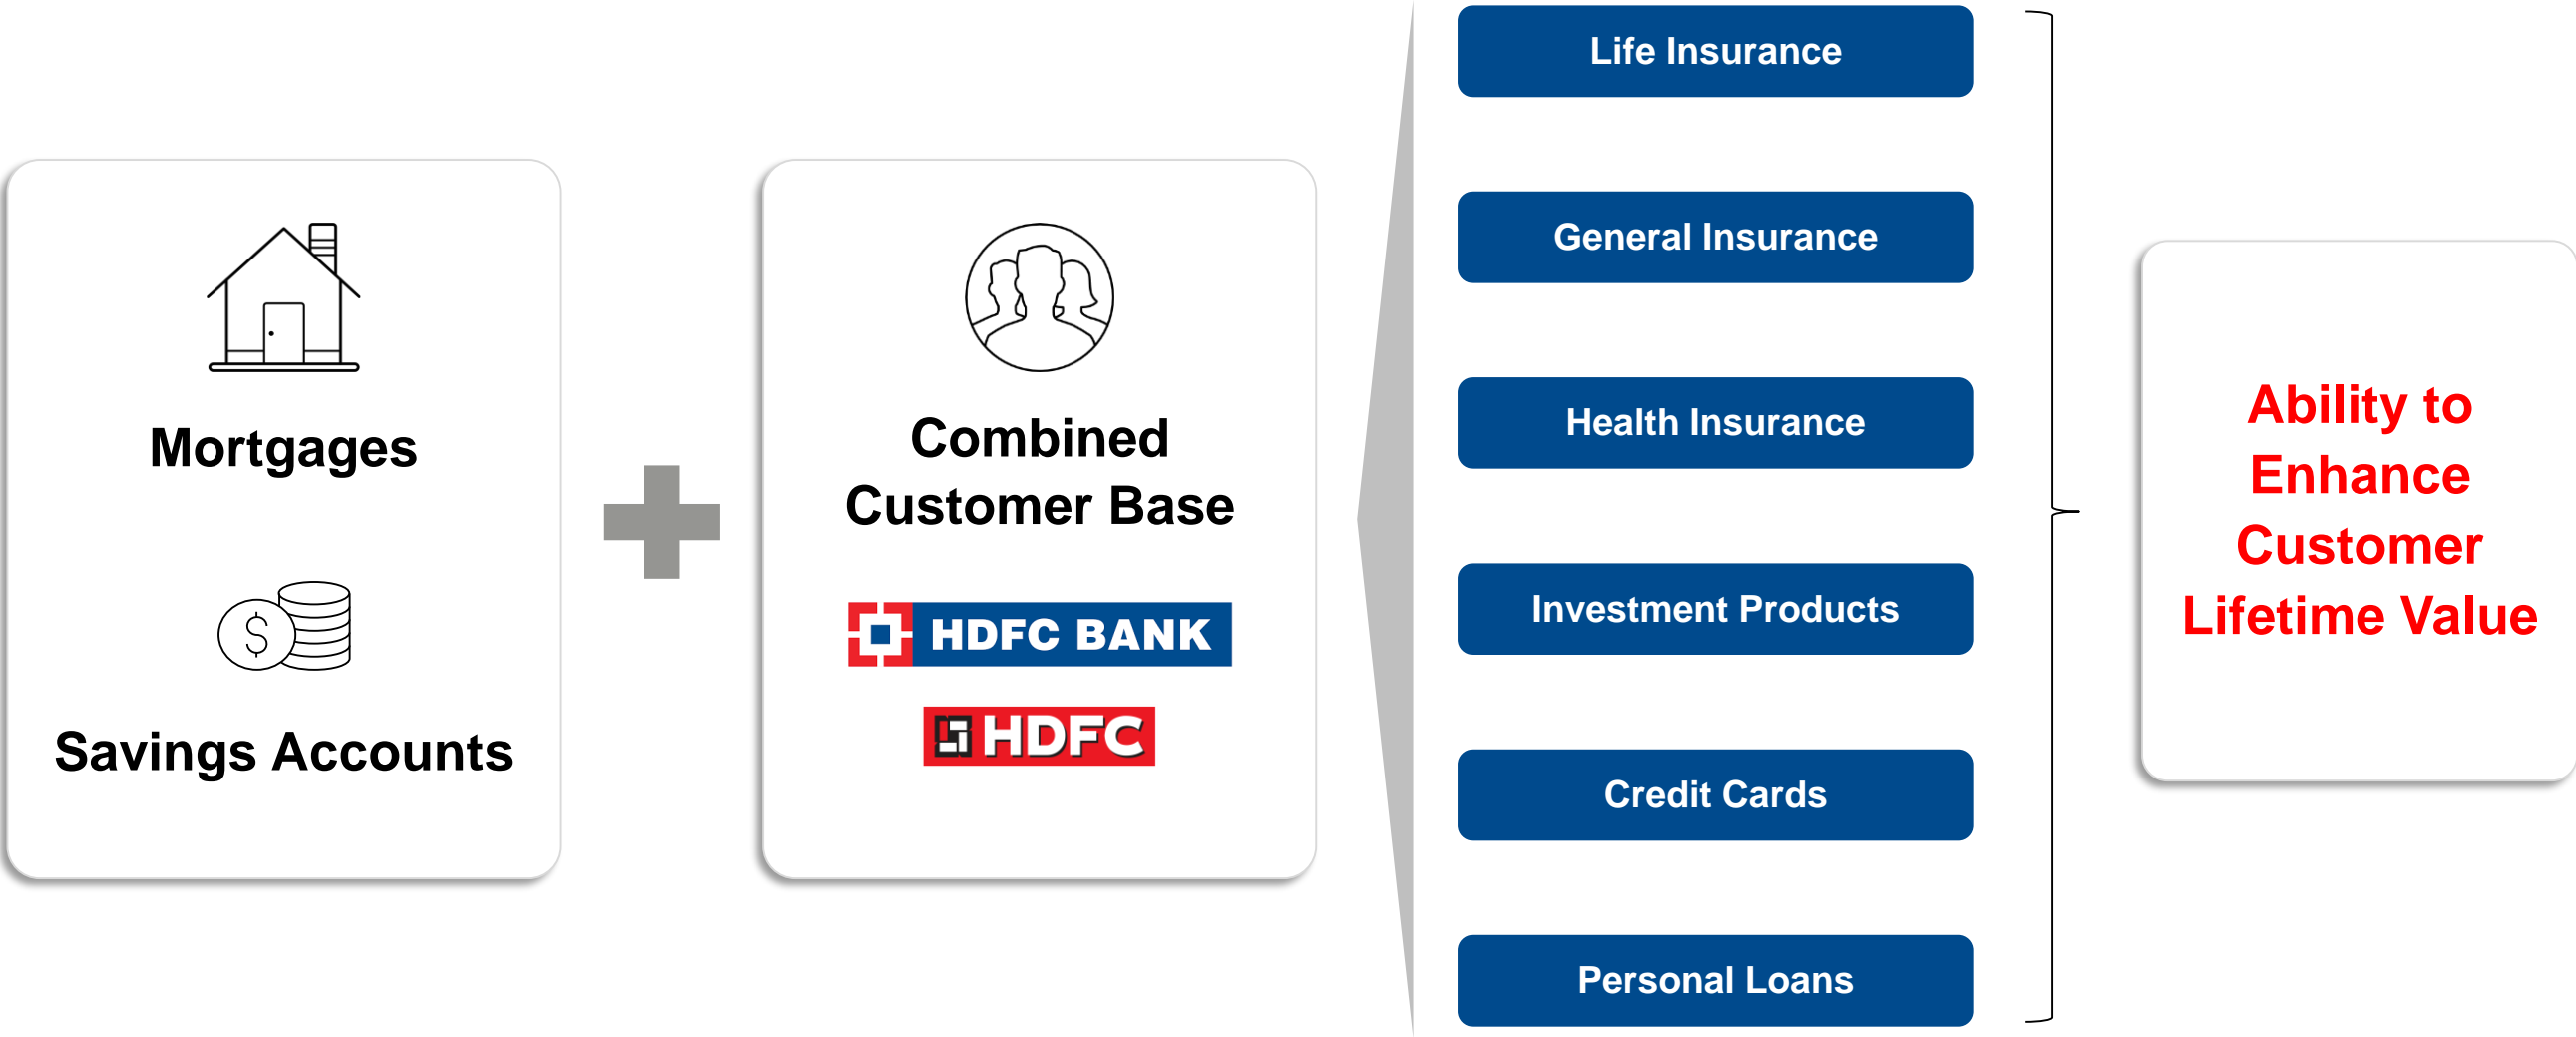 Mortgages
$
Savings Accounts
Combined
Customer Base
HDFC BANK
HDFC
Life Insurance
General Insurance
Health Insurance
Investment Products
Credit Cards
Personal Loans
Ability to
Enhance
Customer
Lifetime Value